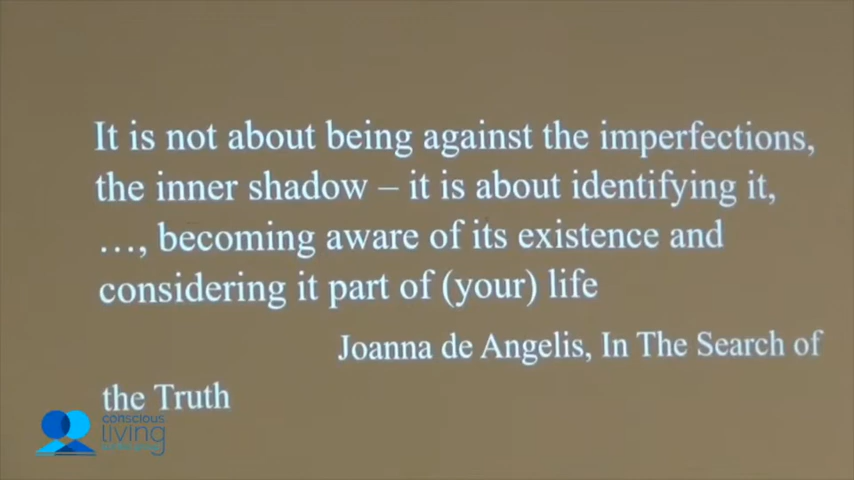 It is not about being against the imperfections,
the inner shadow – it is about identifying it,
…, becoming aware of its existence and
considering it part of (your) life
Joanna de Angelis, In The Search of
the Truth
conscious
living